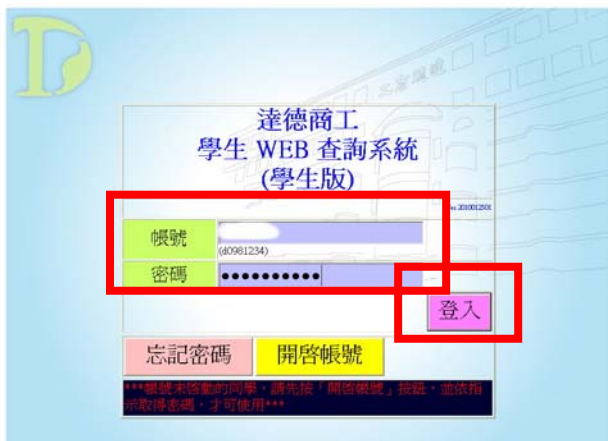 達德商工
學生 WEB 查詢系統
(學生版)
帳號
(d0981234)
密碼
登入
忘記密碼 開啓帳號
***帳號未啓動的同學,請先按「開啓帳號」按鈕,並依指
示取得密碼,才可使用***